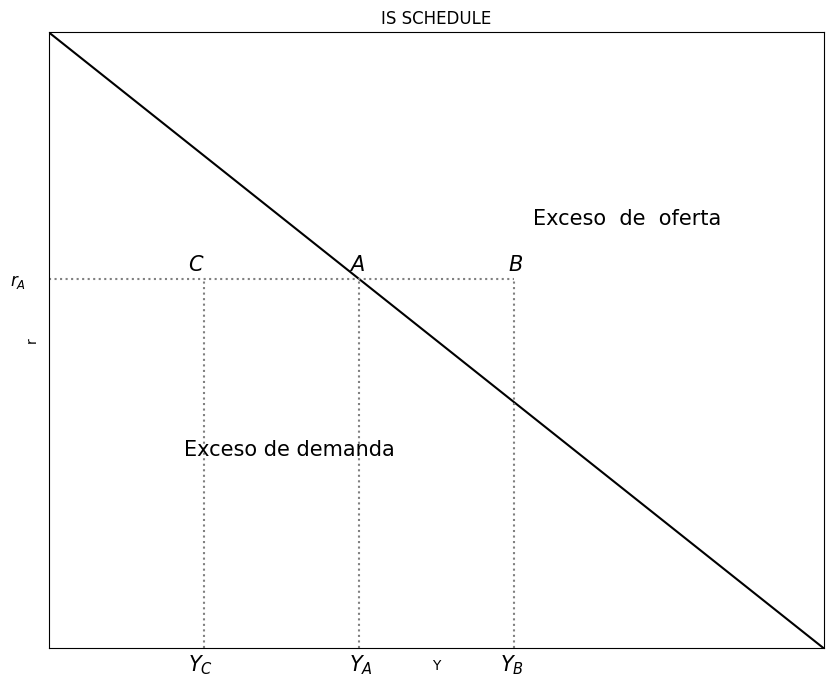 IS SCHEDULE
Exceso  de  oferta
C
A
B
r_A
r
Exceso de demanda
Y_C
Y_A
Y
Y_B